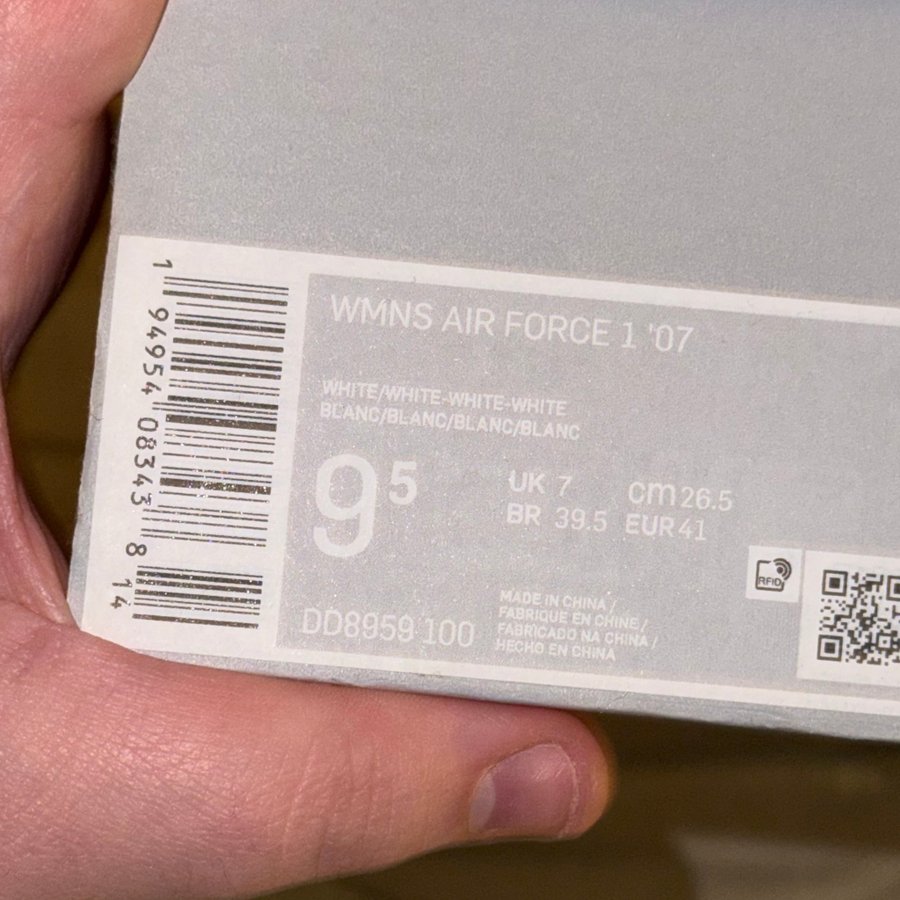 1 94954 08343 8 14
WMNS AIR FORCE 1 '07
WHITE/WHITE-WHITE-WHITE
BLANC/BLANC/BLANC/BLANC
9⁵
UK 7 cm 26.5
BR 39.5 EUR 41
DD8959 100
MADE IN CHINA /
FABRIQUE EN CHINE /
FABRICADO NA CHINA /
HECHO EN CHINA
RFID